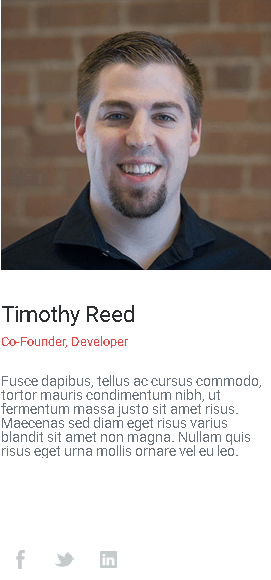 Timothy Reed
Co-Founder, Developer
Fusce dapibus, tellus ac cursus commodo,
tortor mauris condimentum nibh, ut
fermentum massa justo sit amet risus.
Maecenas sed diam eget risus varius
blandit sit amet non magna. Nullam quis
risus eget urna mollis ornare vel eu leo.